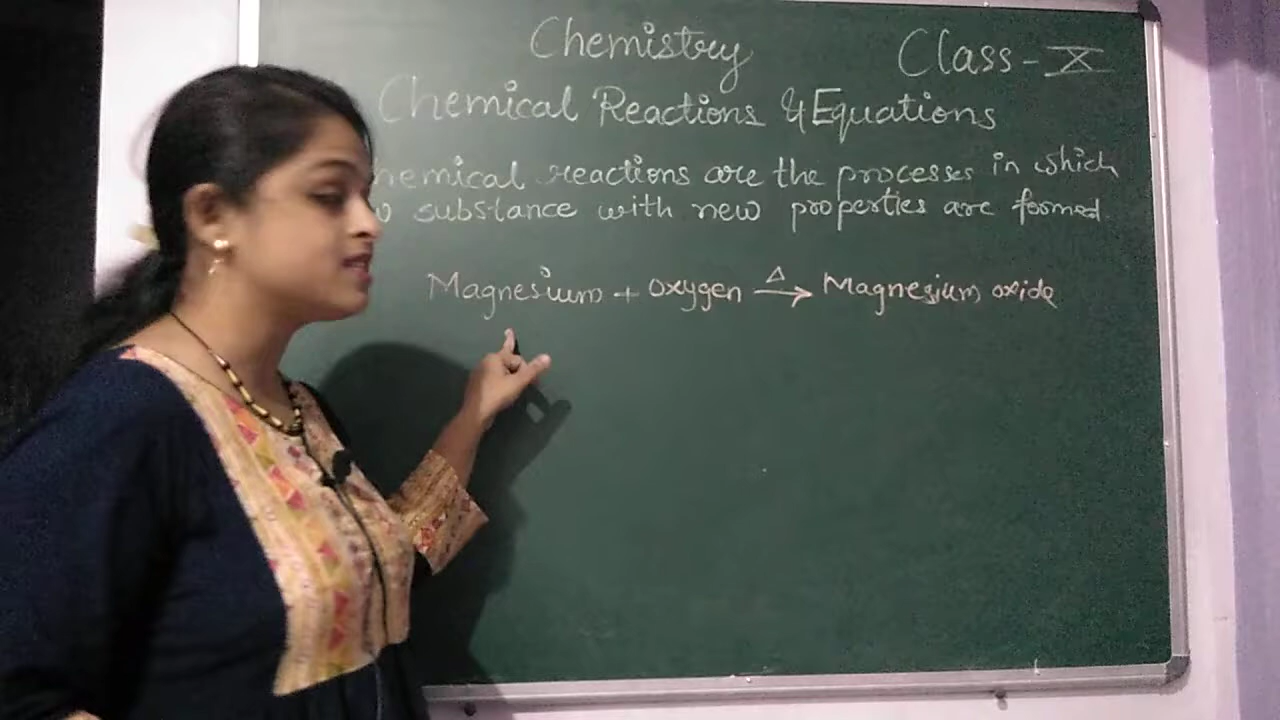 Chemistry Class - X
Chemical Reactions & Equations
hemical reactions are the processes in which
substance with new properties are formed.
Magnesium + Oxygen Δ→ Magnesium oxide